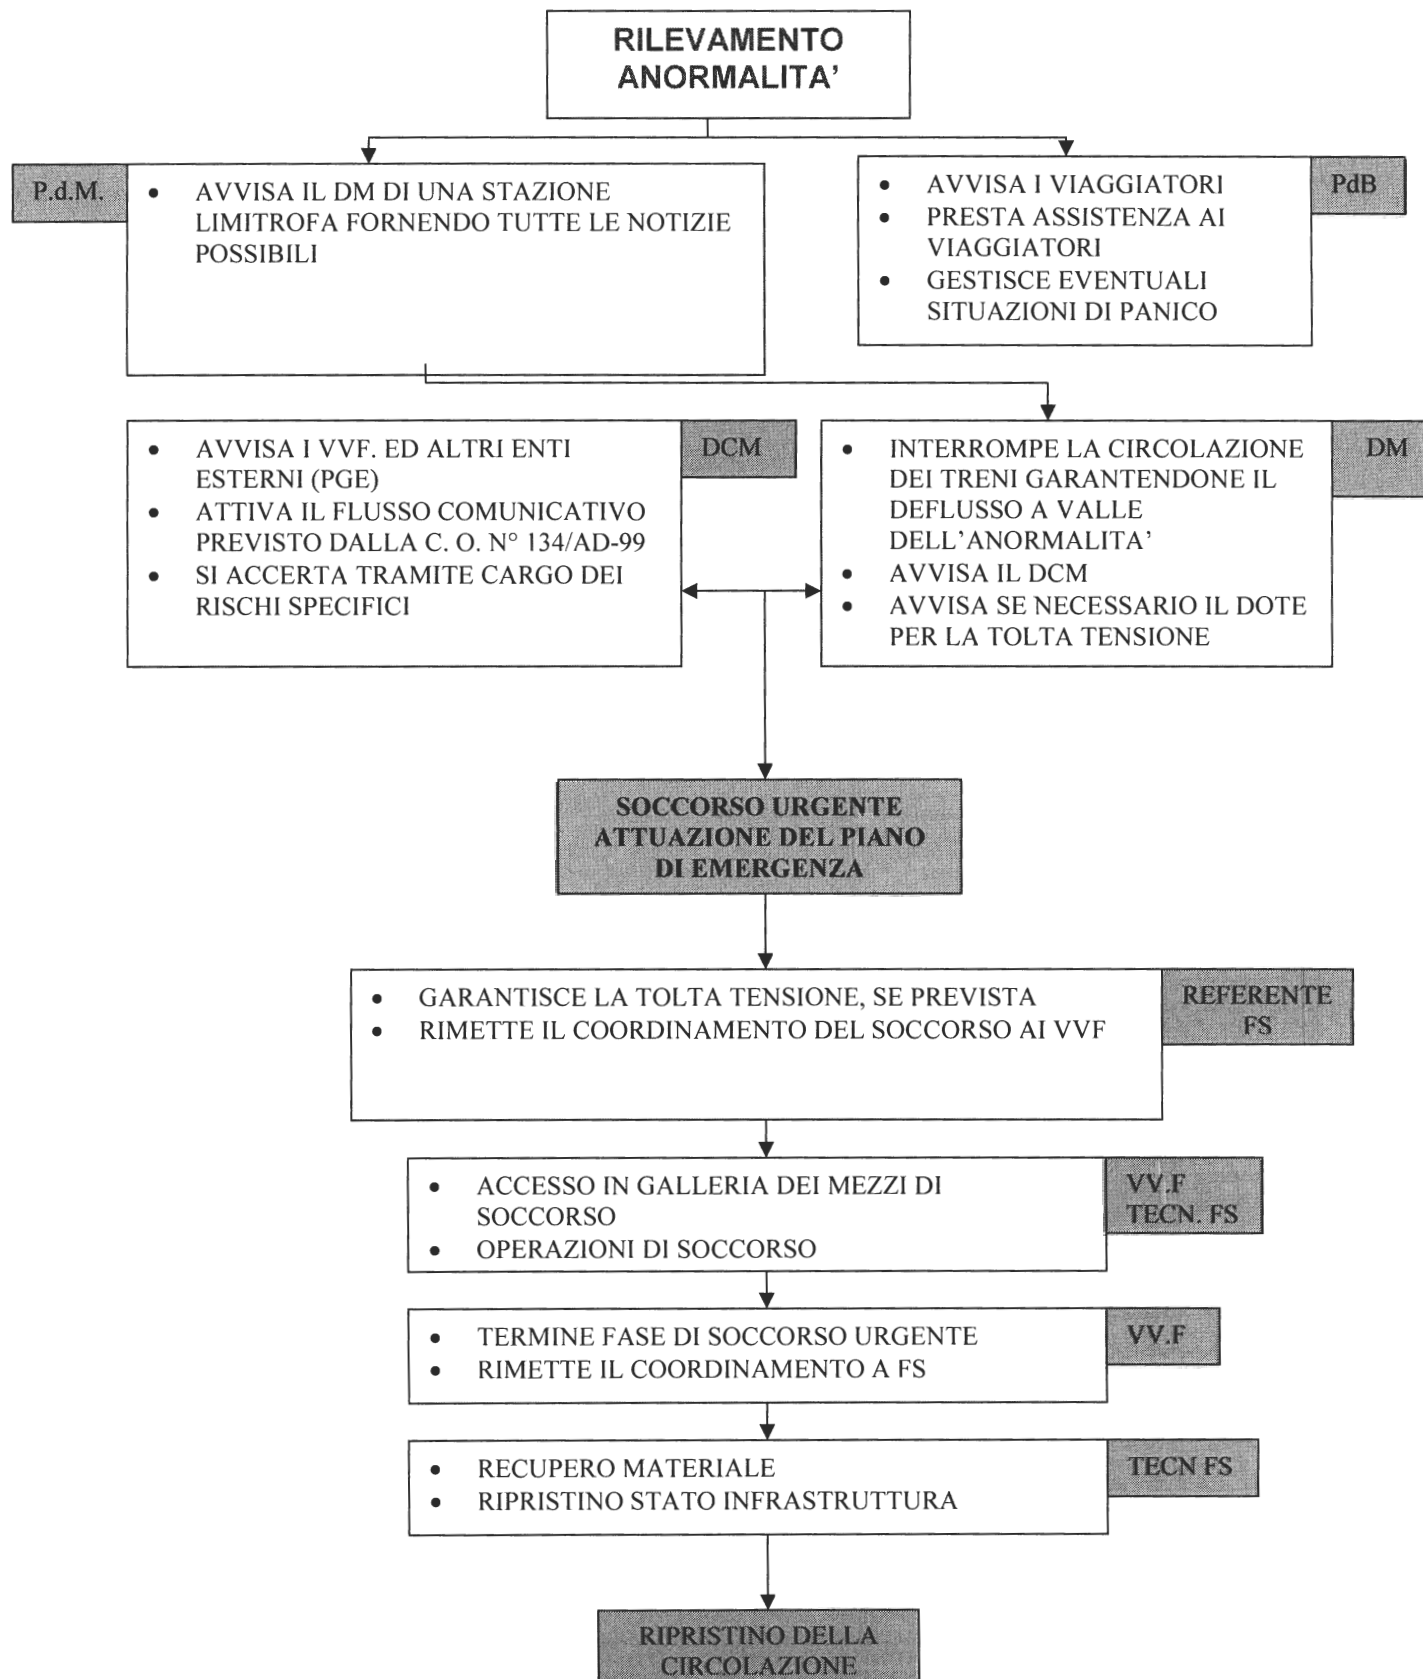 RILEVAMENTO
ANORMALITA’
P.d.M.
• AVVISA IL DM DI UNA STAZIONE
LIMITROFA FORNENDO TUTTE LE NOTIZIE
POSSIBILI
• AVVISA I VIAGGIATORI
• PRESTA ASSISTENZA AI
VIAGGIATORI
• GESTISCE EVENTUALI
SITUAZIONI DI PANICO
PdB
• AVVISA I VVF. ED ALTRI ENTI
ESTERNI (PGE)
• ATTIVA IL FLUSSO COMUNICATIVO
PREVISTO DALLA C. O. N° 134/AD-99
• SI ACCERTA TRAMITE CARGO DEI
RISCHI SPECIFICI
DCM
• INTERROMPE LA CIRCOLAZIONE
DEI TRENI GARANTENDONE IL
DEFLUSSO A VALLE
DELL’ANORMALITA’
• AVVISA IL DCM
• AVVISA SE NECESSARIO IL DOTE
PER LA TOLTA TENSIONE
DM
SOCCORSO URGENTE
ATTUAZIONE DEL PIANO
DI EMERGENZA
• GARANTISCE LA TOLTA TENSIONE, SE PREVISTA
• RIMETTE IL COORDINAMENTO DEL SOCCORSO AI VVF
REFERENTE
FS
• ACCESSO IN GALLERIA DEI MEZZI DI
SOCCORSO
• OPERAZIONI DI SOCCORSO
VV.F
TECN. FS
• TERMINE FASE DI SOCCORSO URGENTE
• RIMETTE IL COORDINAMENTO A FS
VV.F
• RECUPERO MATERIALE
• RIPRISTINO STATO INFRASTRUTTURA
TECN FS
RIPRISTINO DELLA
CIRCOLAZIONE